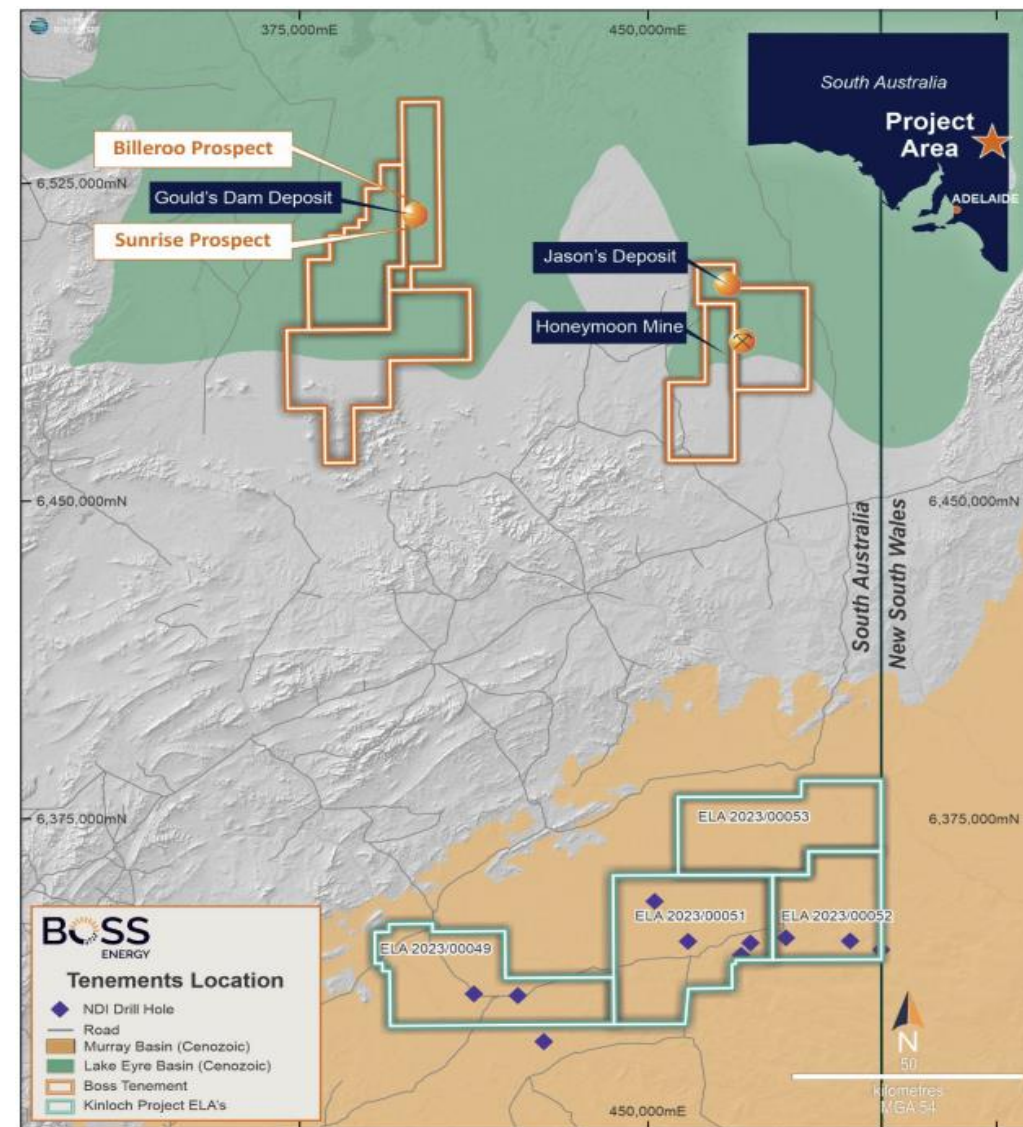 375,000mE
450,000mE
South Australia
Project
Area
ADELAIDE
Billeroo Prospect
6,525,000mN
Gould's Dam Deposit
Sunrise Prospect
Jason's Deposit
Honeymoon Mine
6,450,000mN
6,450,000mN
South Australia
New South Wales
6,375,000mN
6,375,000mN
ELA 2023/00053
ELA 2023/00051
ELA 2023/00052
ELA 2023/00049
BOSS
ENERGY
Tenements Location
NDI Drill Hole
Road
Murray Basin (Cenozoic)
Lake Eyre Basin (Cenozoic)
Boss Tenement
Kinloch Project ELA's
N
50
kilometres
MGA 54
450,000mE